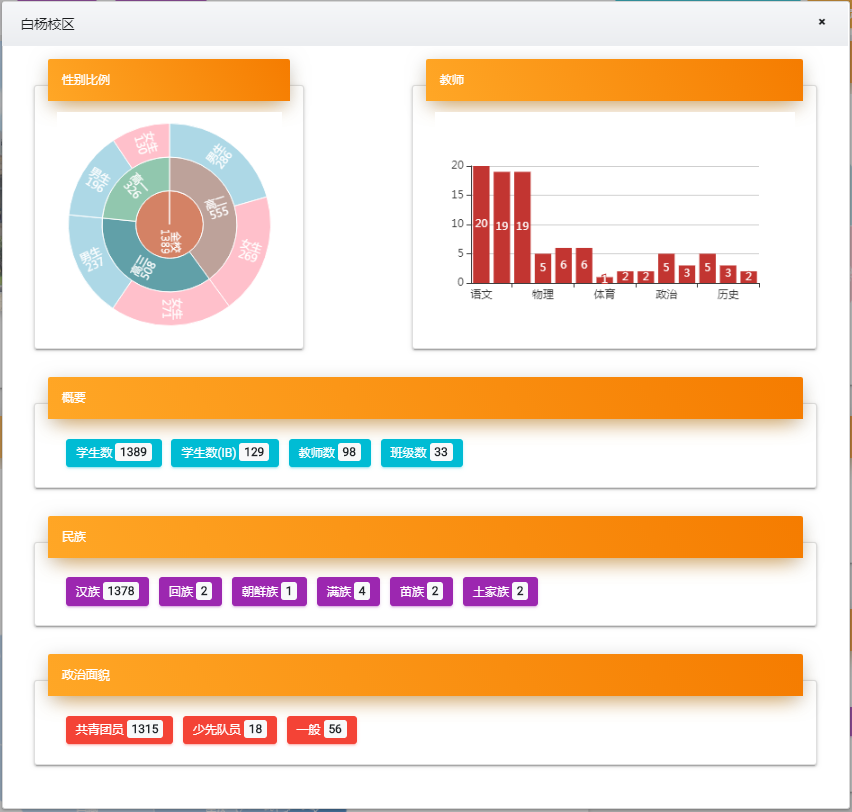 白杨校区 ×
性别比例
教师
女生
130
男生
286
男生
196
高一
326
高二
555
全校
1389
女生
269
男生
237
高三
508
女生
271
20
15
10
5
0
20 19 19 5 6 6 1 2 2 5 3 5 3 2
语文 物理 体育 政治 历史
概要
学生数 1389 学生数(IB) 129 教师数 98 班级数 33
民族
汉族 1378 回族 2 朝鲜族 1 满族 4 苗族 2 土家族 2
政治面貌
共青团员 1315 少先队员 18 一般 56